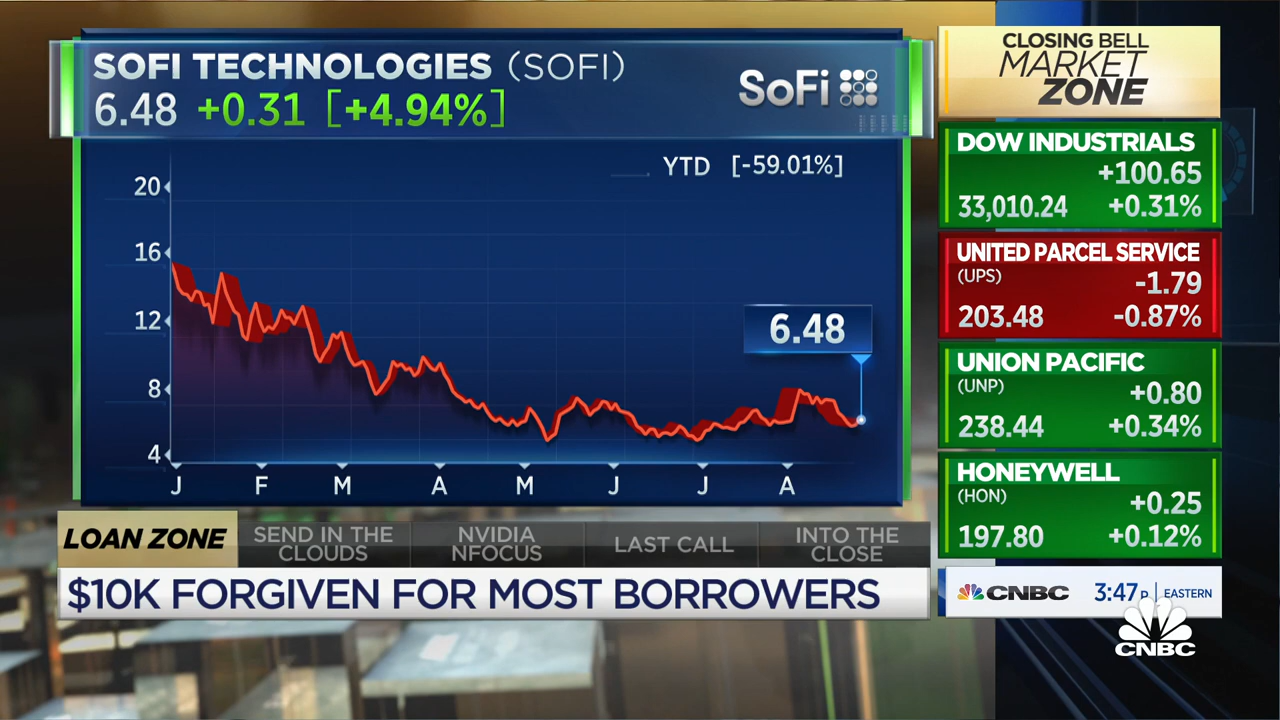 SOFI TECHNOLOGIES (SOFI)
6.48 +0.31 [+4.94%]
SoFi
YTD [-59.01%]
20
16
12
8
4
6.48
J F M A M J J A
LOAN ZONE
SEND IN THE
CLOUDS
NVIDIA
NFOCUS
LAST CALL
INTO THE
CLOSE
$10K FORGIVEN FOR MOST BORROWERS
CLOSING BELL
MARKET
ZONE
DOW INDUSTRIALS
+100.65
33,010.24 +0.31%
UNITED PARCEL SERVICE
(UPS) -1.79
203.48 -0.87%
UNION PACIFIC
(UNP) +0.80
238.44 +0.34%
HONEYWELL
(HON) +0.25
197.80 +0.12%
CNBC 3:47 P EASTERN
CNBC